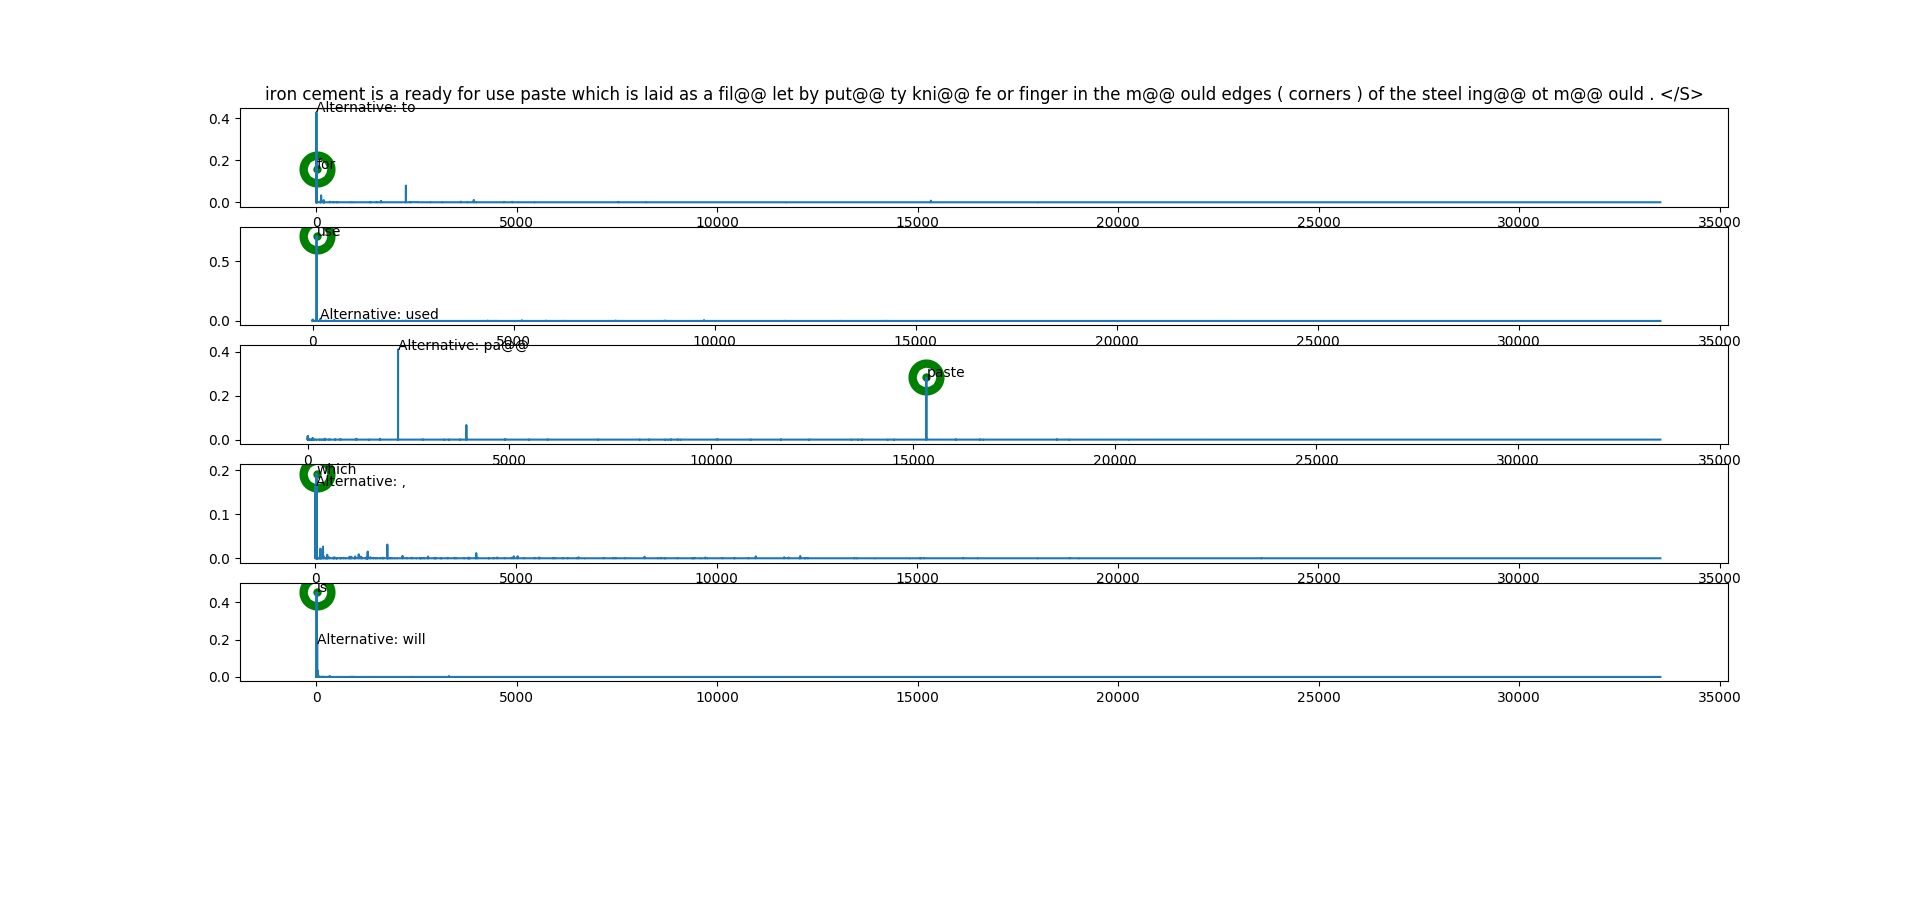 iron cement is a ready for use paste which is laid as a fil@@ let by put@@ ty kni@@ fe or finger in the m@@ ould edges ( corners ) of the steel ing@@ ot m@@ ould . </S>
Alternative: to
0.4
for
0.2
0.0
0 5000 10000 15000 20000 25000 30000 35000
use
0.5
Alternative: used
0.0
0 5000 10000 15000 20000 25000 30000 35000
Alternative: pa@@
0.4
paste
0.2
0.0
0 5000 10000 15000 20000 25000 30000 35000
which
0.2
Alternative: ,
0.1
0.0
0 5000 10000 15000 20000 25000 30000 35000
is
0.4
Alternative: will
0.2
0.0
0 5000 10000 15000 20000 25000 30000 35000